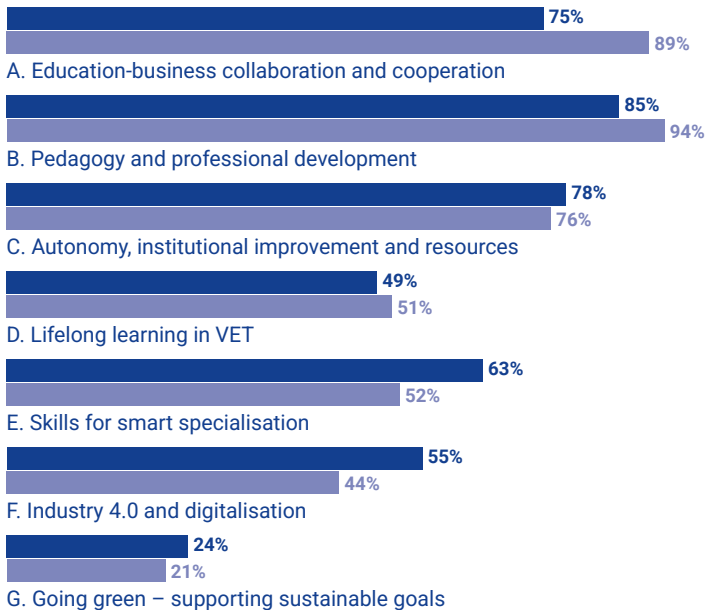 75%
89%
A. Education-business collaboration and cooperation
85%
94%
B. Pedagogy and professional development
78%
76%
C. Autonomy, institutional improvement and resources
49%
51%
D. Lifelong learning in VET
63%
52%
E. Skills for smart specialisation
55%
44%
F. Industry 4.0 and digitalisation
24%
21%
G. Going green – supporting sustainable goals